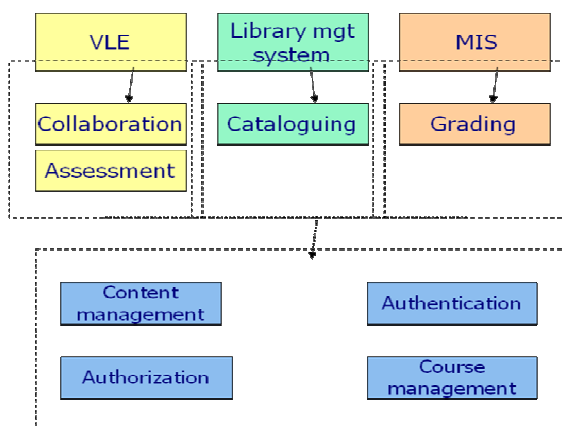 VLE
Library mgt
system
MIS
Collaboration
Cataloguing
Grading
Assessment
Content
management
Authentication
Authorization
Course
management